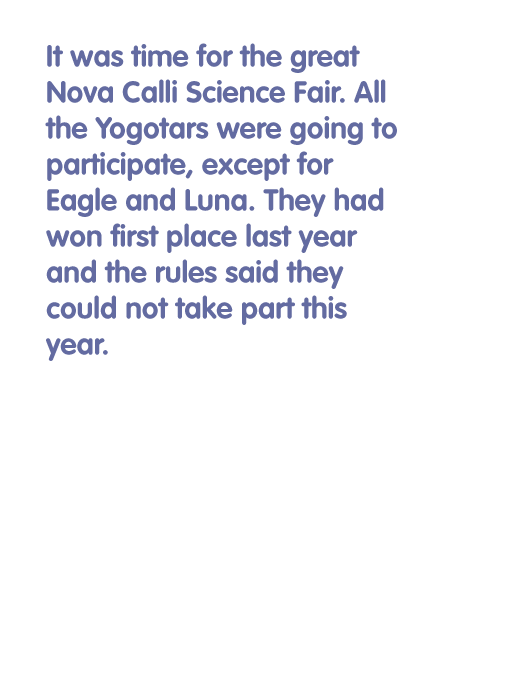 It was time for the great
Nova Calli Science Fair. All
the Yogotars were going to
participate, except for
Eagle and Luna. They had
won first place last year
and the rules said they
could not take part this
year.